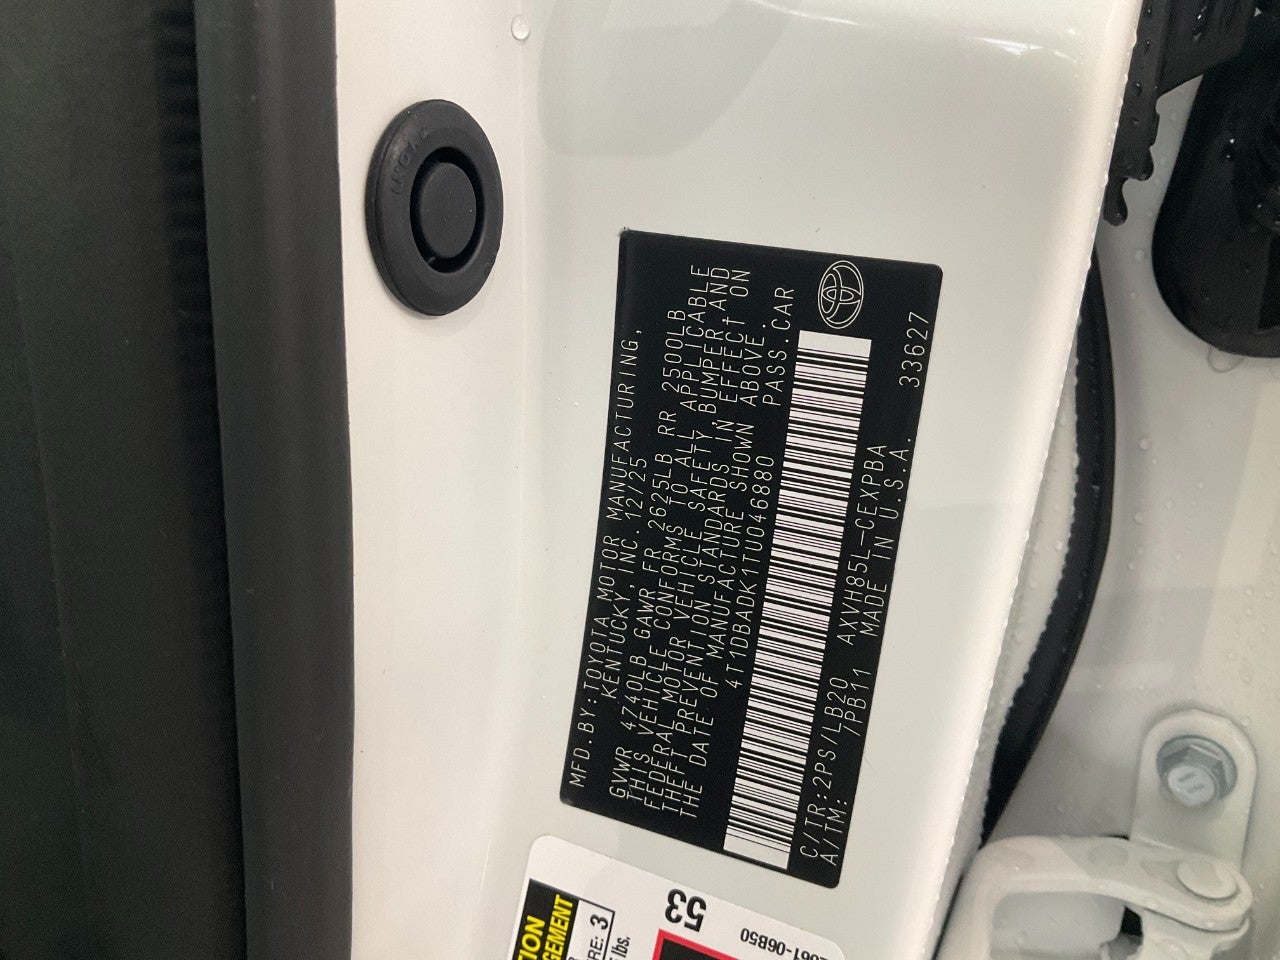 MFD.BY:TOYOTA MOTOR MANUFACTURING,
KENTUCKY, INC. 12/25
GVWR 4740LB GAWR FR 2625LB RR 2500LB
THIS VEHICLE CONFORMS TO ALL APPLICABLE
FEDERAL MOTOR VEHICLE SAFETY, BUMPER, AND
THEFT PREVENTION STANDARDS IN EFFECT ON
THE DATE OF MANUFACTURE SHOWN ABOVE.
4T1DBADK1TU046880 PASS.CAR
C/TR:2PS/LB20 AXVH85L-CEXPBA
A/TM: /PB11 MADE IN U.S.A. 33627
53
06B50